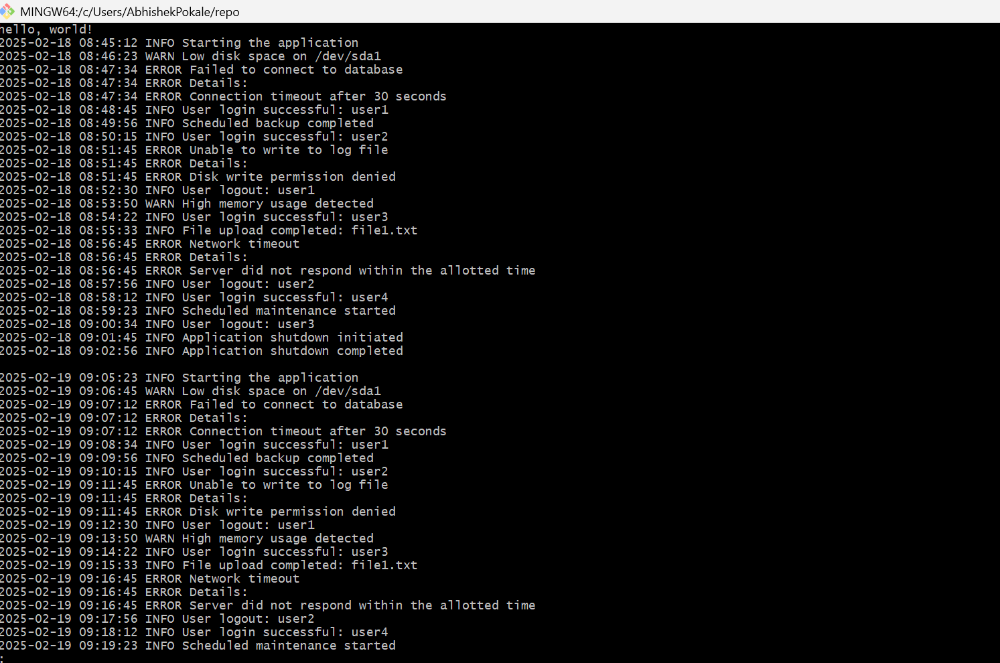 MINGW64:/c/Users/AbhishekPokale/repo
hello, world!
2025-02-18 08:45:12 INFO Starting the application
2025-02-18 08:46:23 WARN Low disk space on /dev/sda1
2025-02-18 08:47:34 ERROR Failed to connect to database
2025-02-18 08:47:34 ERROR Details:
2025-02-18 08:47:34 ERROR Connection timeout after 30 seconds
2025-02-18 08:48:45 INFO User login successful: user1
2025-02-18 08:49:56 INFO Scheduled backup completed
2025-02-18 08:50:15 INFO User login successful: user2
2025-02-18 08:51:45 ERROR Unable to write to log file
2025-02-18 08:51:45 ERROR Details:
2025-02-18 08:51:45 ERROR Disk write permission denied
2025-02-18 08:52:30 INFO User logout: user1
2025-02-18 08:53:50 WARN High memory usage detected
2025-02-18 08:54:22 INFO User login successful: user3
2025-02-18 08:55:33 INFO File upload completed: file1.txt
2025-02-18 08:56:45 ERROR Network timeout
2025-02-18 08:56:45 ERROR Details:
2025-02-18 08:56:45 ERROR Server did not respond within the allotted time
2025-02-18 08:57:56 INFO User logout: user2
2025-02-18 08:58:12 INFO User login successful: user4
2025-02-18 08:59:23 INFO Scheduled maintenance started
2025-02-18 09:00:34 INFO User logout: user3
2025-02-18 09:01:45 INFO Application shutdown initiated
2025-02-18 09:02:56 INFO Application shutdown completed

2025-02-19 09:05:23 INFO Starting the application
2025-02-19 09:06:45 WARN Low disk space on /dev/sda1
2025-02-19 09:07:12 ERROR Failed to connect to database
2025-02-19 09:07:12 ERROR Details:
2025-02-19 09:07:12 ERROR Connection timeout after 30 seconds
2025-02-19 09:08:34 INFO User login successful: user1
2025-02-19 09:09:56 INFO Scheduled backup completed
2025-02-19 09:10:15 INFO User login successful: user2
2025-02-19 09:11:45 ERROR Unable to write to log file
2025-02-19 09:11:45 ERROR Details:
2025-02-19 09:11:45 ERROR Disk write permission denied
2025-02-19 09:12:30 INFO User logout: user1
2025-02-19 09:13:50 WARN High memory usage detected
2025-02-19 09:14:22 INFO User login successful: user3
2025-02-19 09:15:33 INFO File upload completed: file1.txt
2025-02-19 09:16:45 ERROR Network timeout
2025-02-19 09:16:45 ERROR Details:
2025-02-19 09:16:45 ERROR Server did not respond within the allotted time
2025-02-19 09:17:56 INFO User logout: user2
2025-02-19 09:18:12 INFO User login successful: user4
2025-02-19 09:19:23 INFO Scheduled maintenance started
: